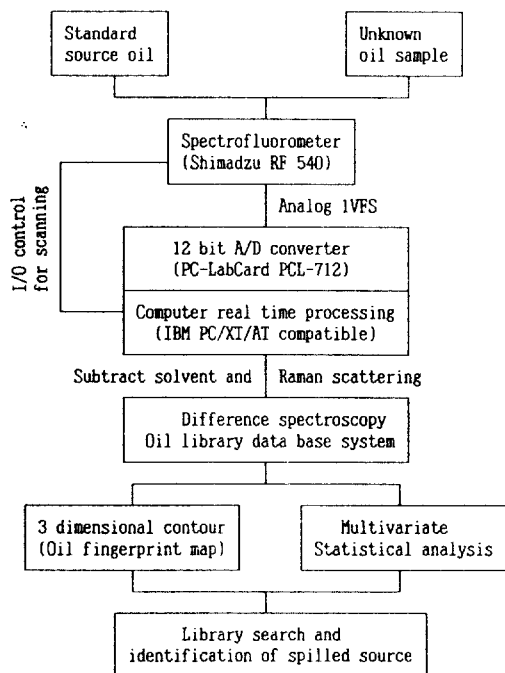 Standard
source oil
Unknown
oil sample
Spectrofluorometer
(Shimadzu RF 540)
I/O control
for scanning
Analog 1VFS
12 bit A/D converter
(PC-LabCard PCL-712)
Computer real time processing
(IBM PC/XT/AT compatible)
Subtract solvent and Raman scattering
Difference spectroscopy
Oil library data base system
3 dimensional contour
(Oil fingerprint map)
Multivariate
Statistical analysis
Library search and
identification of spilled source